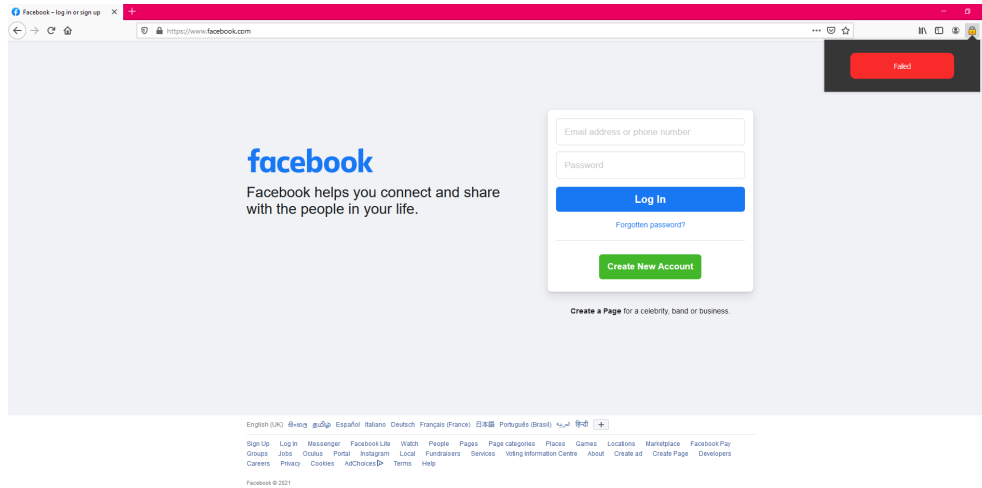 Facebook – log in or sign up
https://www.facebook.com
Failed
Email address or phone number
Password
Log In
Forgotten password?
Create New Account
facebook
Facebook helps you connect and share
with the people in your life.
Create a Page for a celebrity, band or business.
English (UK) සිංහල தமிழ் Español Italiano Deutsch Français (France) 日本語 Português (Brasil) العربية हिन्दी +
Sign Up Log In Messenger Facebook Lite Watch People Pages Page categories Places Games Locations Marketplace Facebook Pay
Groups Jobs Oculus Portal Instagram Local Fundraisers Services Voting Information Centre About Create ad Create Page Developers
Careers Privacy Cookies AdChoices Terms Help
Facebook © 2021